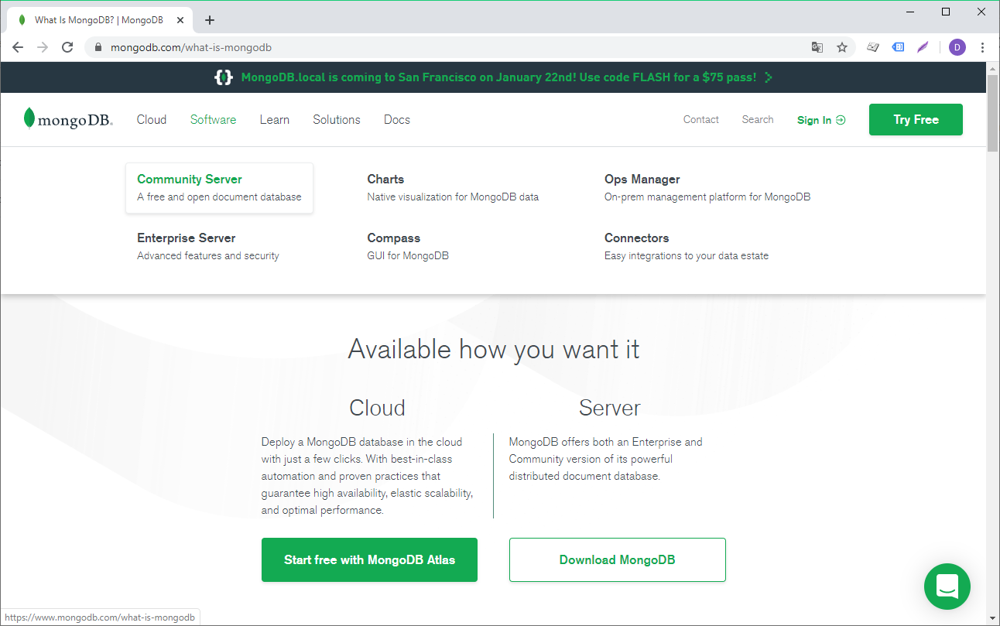 What Is MongoDB? | MongoDB
mongodb.com/what-is-mongodb
D
MongoDB.local is coming to San Francisco on January 22nd! Use code FLASH for a $75 pass!
mongoDB.
Cloud Software Learn Solutions Docs Contact Search Sign In Try Free
Community Server
A free and open document database
Charts
Native visualization for MongoDB data
Ops Manager
On-prem management platform for MongoDB
Enterprise Server
Advanced features and security
Compass
GUI for MongoDB
Connectors
Easy integrations to your data estate
Available how you want it
Cloud
Deploy a MongoDB database in the cloud
with just a few clicks. With best-in-class
automation and proven practices that
guarantee high availability, elastic scalability,
and optimal performance.
Start free with MongoDB Atlas
Server
MongoDB offers both an Enterprise and
Community version of its powerful
distributed document database.
Download MongoDB
https://www.mongodb.com/what-is-mongodb